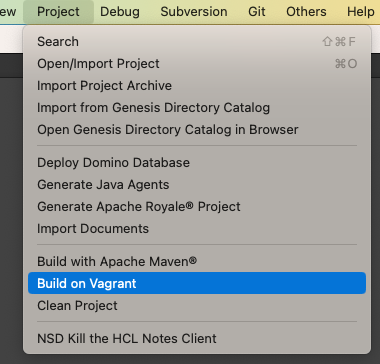 ew Project Debug Subversion Git Others Help
Search ⇧⌘F
Open/Import Project ⌘O
Import Project Archive
Import from Genesis Directory Catalog
Open Genesis Directory Catalog in Browser
Deploy Domino Database
Generate Java Agents
Generate Apache Royale® Project
Import Documents
Build with Apache Maven®
Build on Vagrant
Clean Project
NSD Kill the HCL Notes Client